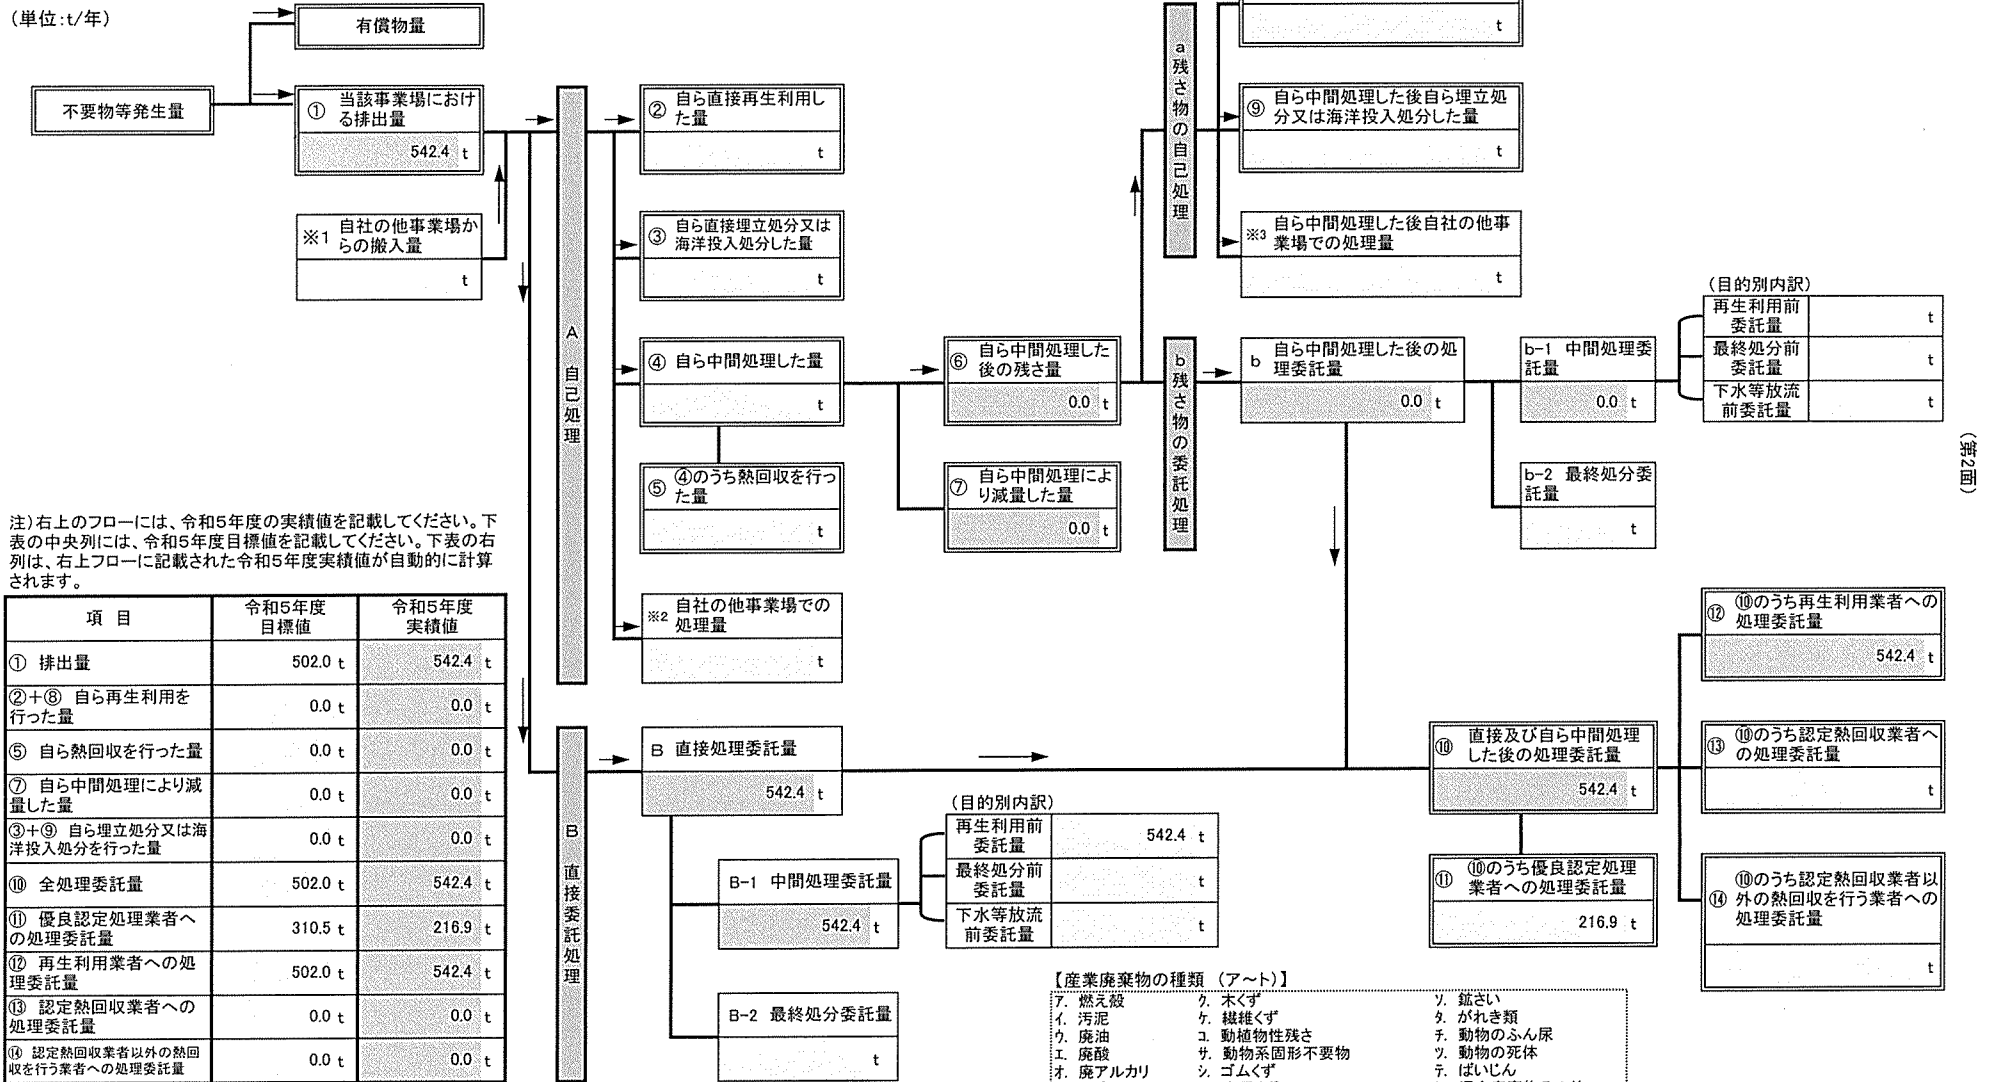 (単位:t/年)
有償物量
不要物等発生量
① 当該事業場におけ
る排出量
542.4 t
※1 自社の他事業場か
らの搬入量
t
A 自己処理
② 自ら直接再生利用し
た量
t
③ 自ら直接埋立処分又は
海洋投入処分した量
t
④ 自ら中間処理した量
t
⑤ ④のうち熱回収を行っ
た量
t
※2 自社の他事業場での
処理量
t
⑥ 自ら中間処理した
後の残さ量
0.0 t
⑦ 自ら中間処理によ
り減量した量
0.0 t
a 残さ物の自己処理
t
⑨ 自ら中間処理した後自ら埋立処
分又は海洋投入処分した量
t
※3 自ら中間処理した後自社の他事
業場での処理量
t
b 残さ物の委託処理
b 自ら中間処理した後の処
理委託量
0.0 t
b-1 中間処理委
託量
0.0 t
b-2 最終処分委
託量
t
(目的別内訳)
再生利用前
委託量
t
最終処分前
委託量
t
下水等放流
前委託量
t
(第2面)
注)右上のフローには、令和5年度の実績値を記載してください。下
表の中央列には、令和5年度目標値を記載してください。下表の右
列は、右上フローに記載された令和5年度実績値が自動的に計算
されます。
項 目 令和5年度 目標値 令和5年度 実績値
① 排出量 502.0 t 542.4 t
②+⑧ 自ら再生利用を
行った量 0.0 t 0.0 t
⑤ 自ら熱回収を行った量 0.0 t 0.0 t
⑦ 自ら中間処理により減
量した量 0.0 t 0.0 t
③+⑨ 自ら埋立処分又は海
洋投入処分を行った量 0.0 t 0.0 t
⑩ 全処理委託量 502.0 t 542.4 t
⑪ 優良認定処理業者へ
の処理委託量 310.5 t 216.9 t
⑫ 再生利用業者への処
理委託量 502.0 t 542.4 t
⑬ 認定熱回収業者への
処理委託量 0.0 t 0.0 t
⑭ 認定熱回収業者以外の熱回
収を行う業者への処理委託量 0.0 t 0.0 t
B 直接委託処理
B 直接処理委託量
542.4 t
B-1 中間処理委託量
542.4 t
B-2 最終処分委託量
t
(目的別内訳)
再生利用前
委託量
542.4 t
最終処分前
委託量
t
下水等放流
前委託量
t
⑩ 直接及び自ら中間処理
した後の処理委託量
542.4 t
⑪ ⑩のうち優良認定処理
業者への処理委託量
216.9 t
⑫ ⑩のうち再生利用業者への
処理委託量
542.4 t
⑬ ⑩のうち認定熱回収業者へ
の処理委託量
t
⑭ ⑩のうち認定熱回収業者以
外の熱回収を行う業者への
処理委託量
t
【産業廃棄物の種類 (ア~ト)】
ア. 燃え殻 ク. 木くず ソ. 鉱さい
イ. 汚泥 ケ. 繊維くず タ. がれき類
ウ. 廃油 コ. 動植物性残さ チ. 動物のふん尿
エ. 廃酸 サ. 動物系固形不要物 ツ. 動物の死体
オ. 廃アルカリ シ. ゴムくず テ. ばいじん